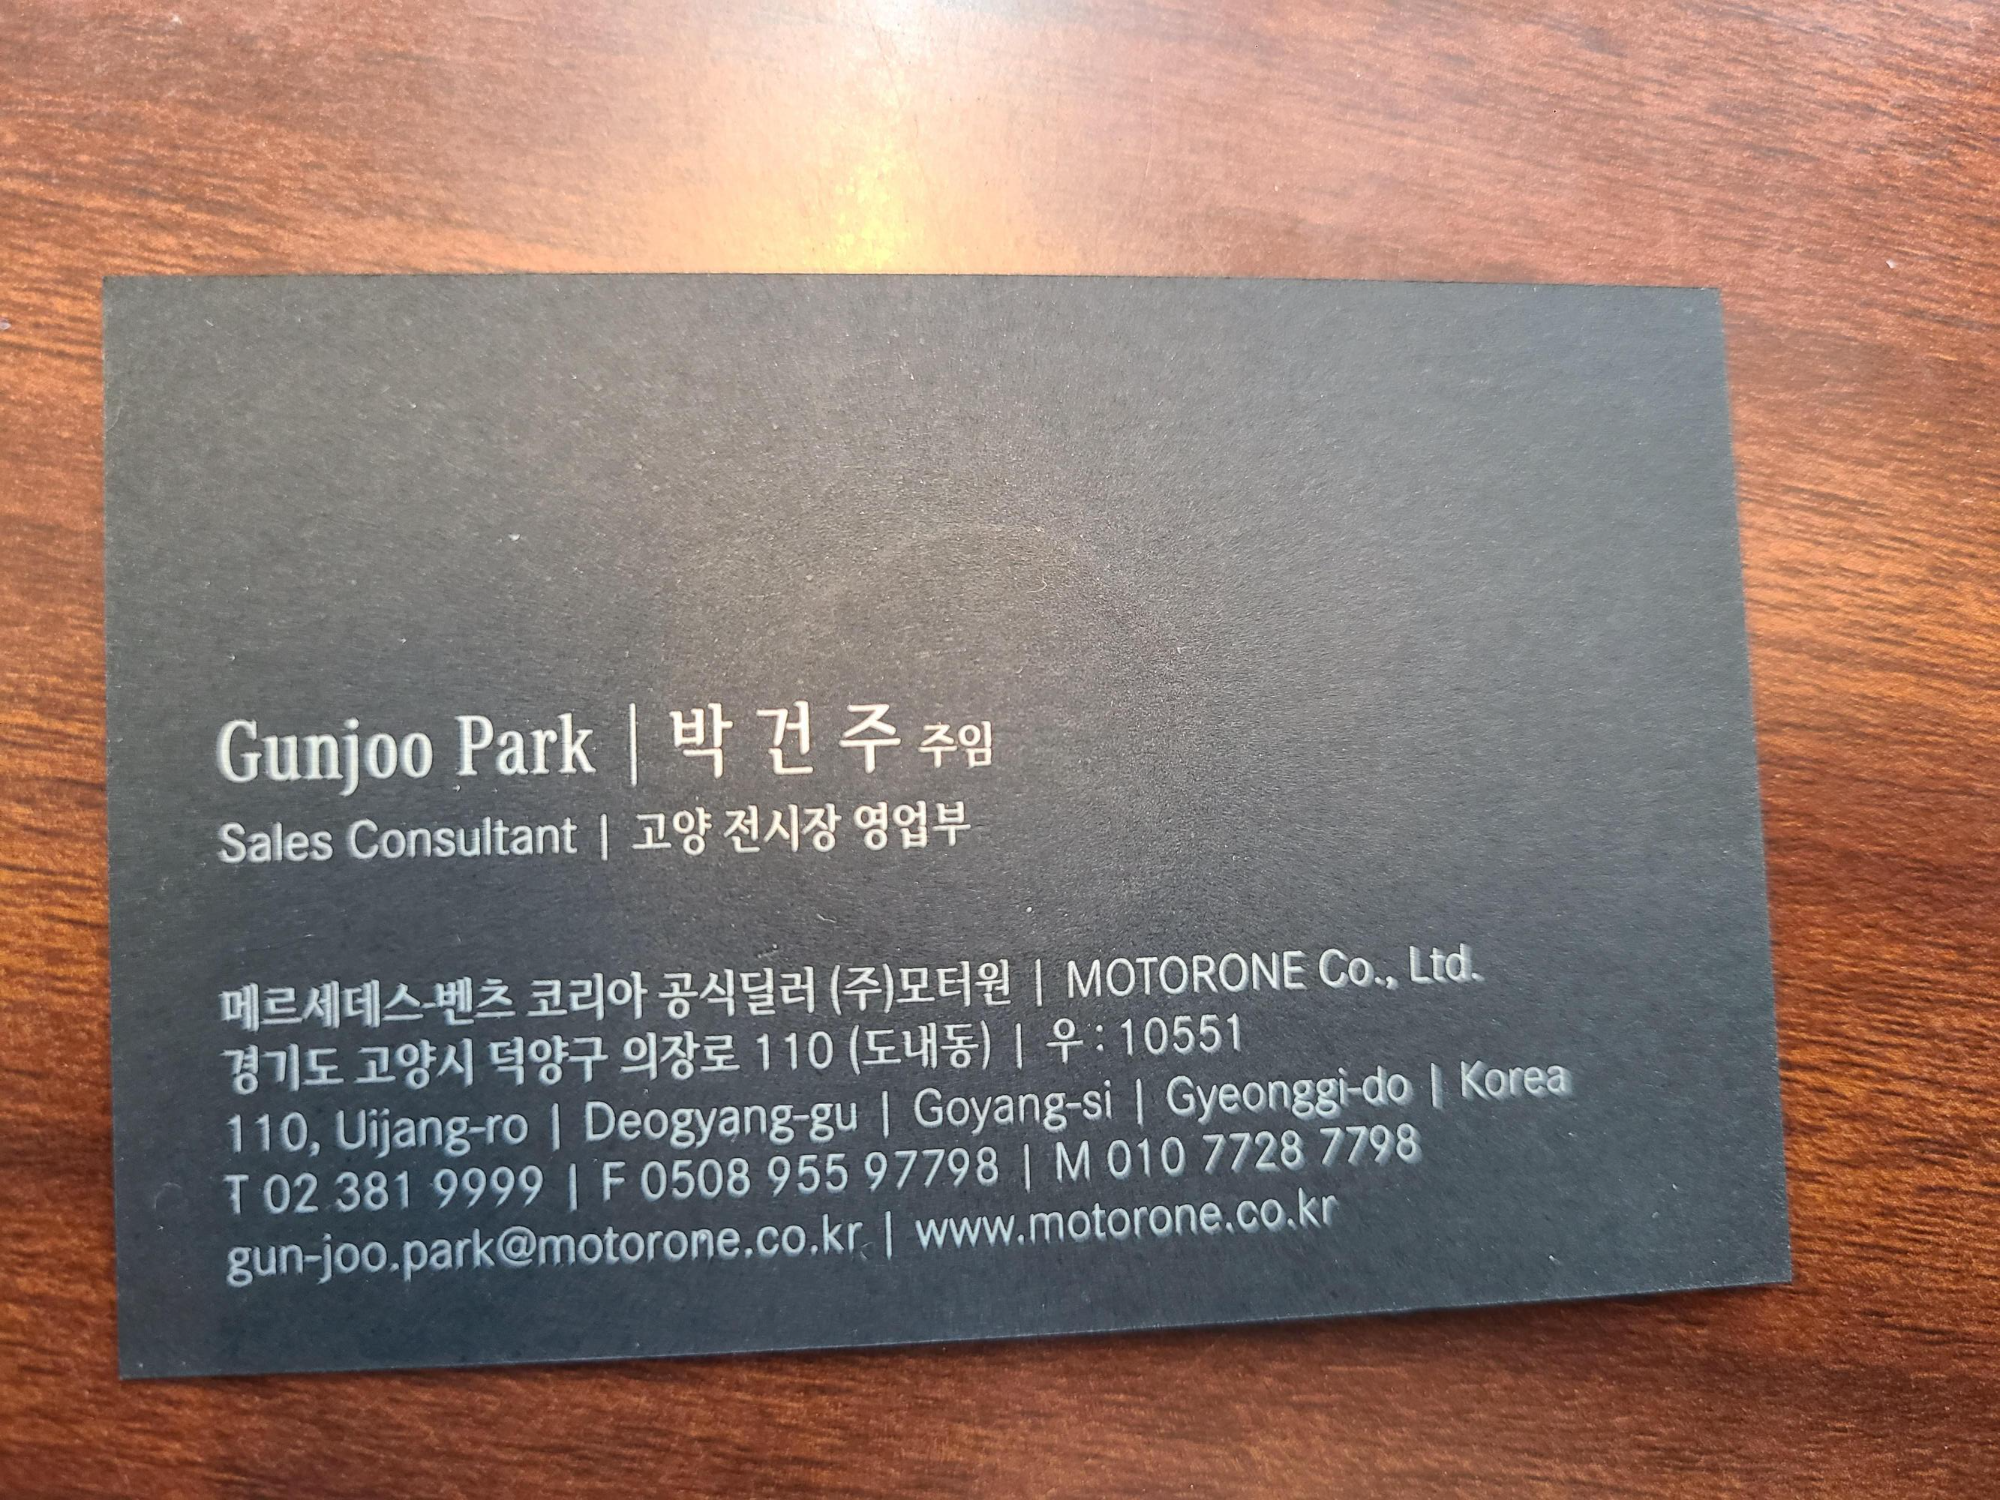 Gunjoo Park | 박 건 주 주임
Sales Consultant | 고양 전시장 영업부
메르세데스-벤츠 코리아 공식딜러 (주)모터원 | MOTORONE Co., Ltd.
경기도 고양시 덕양구 의장로 110 (도내동) | 우 : 10551
110, Uijang-ro | Deogyang-gu | Goyang-si | Gyeonggi-do | Korea
T 02 381 9999 | F 0508 955 97798 | M 010 7728 7798
gun-joo.park@motorone.co.kr | www.motorone.co.kr